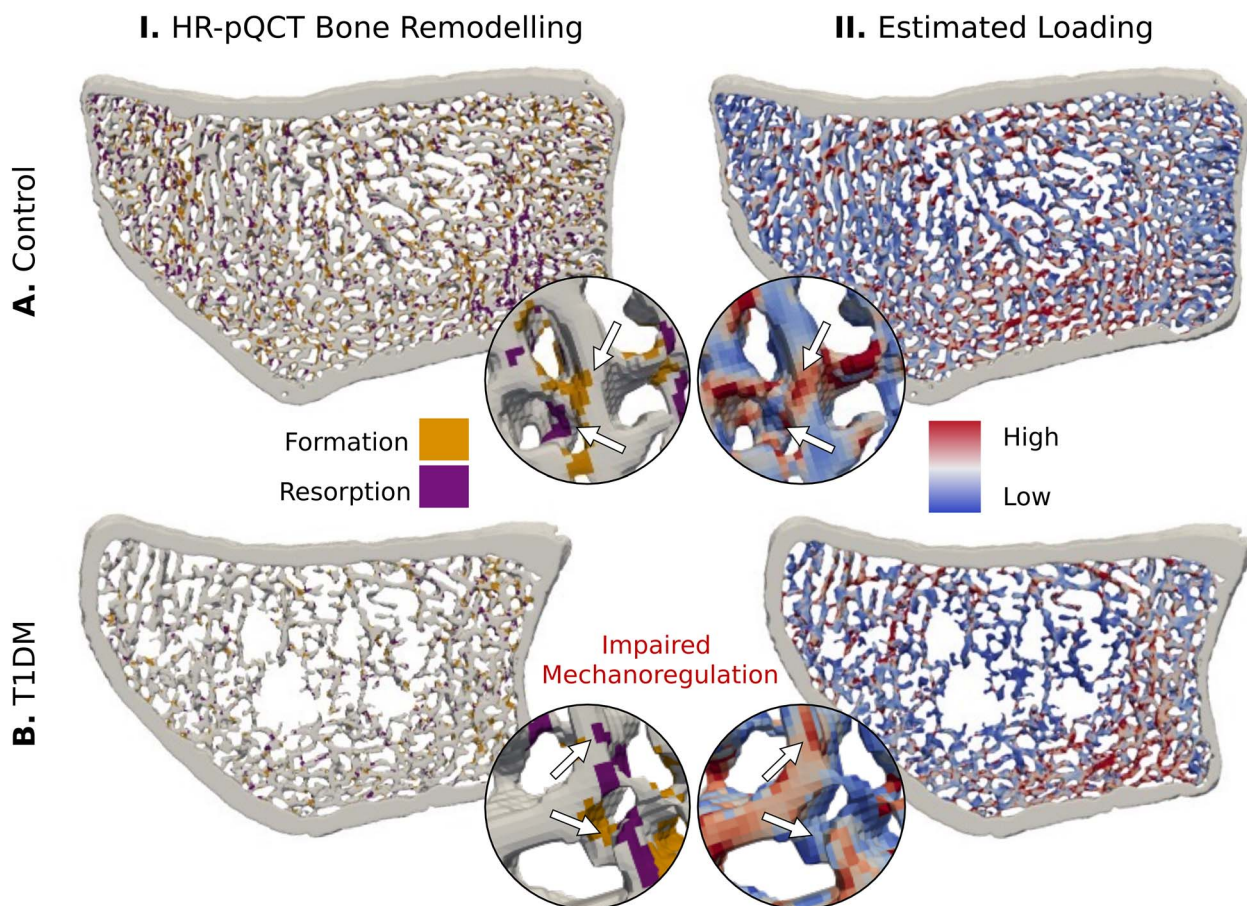 I. HR-pQCT Bone Remodelling
II. Estimated Loading
A. Control
Formation
Resorption
High
Low
B. T1DM
Impaired
Mechanoregulation